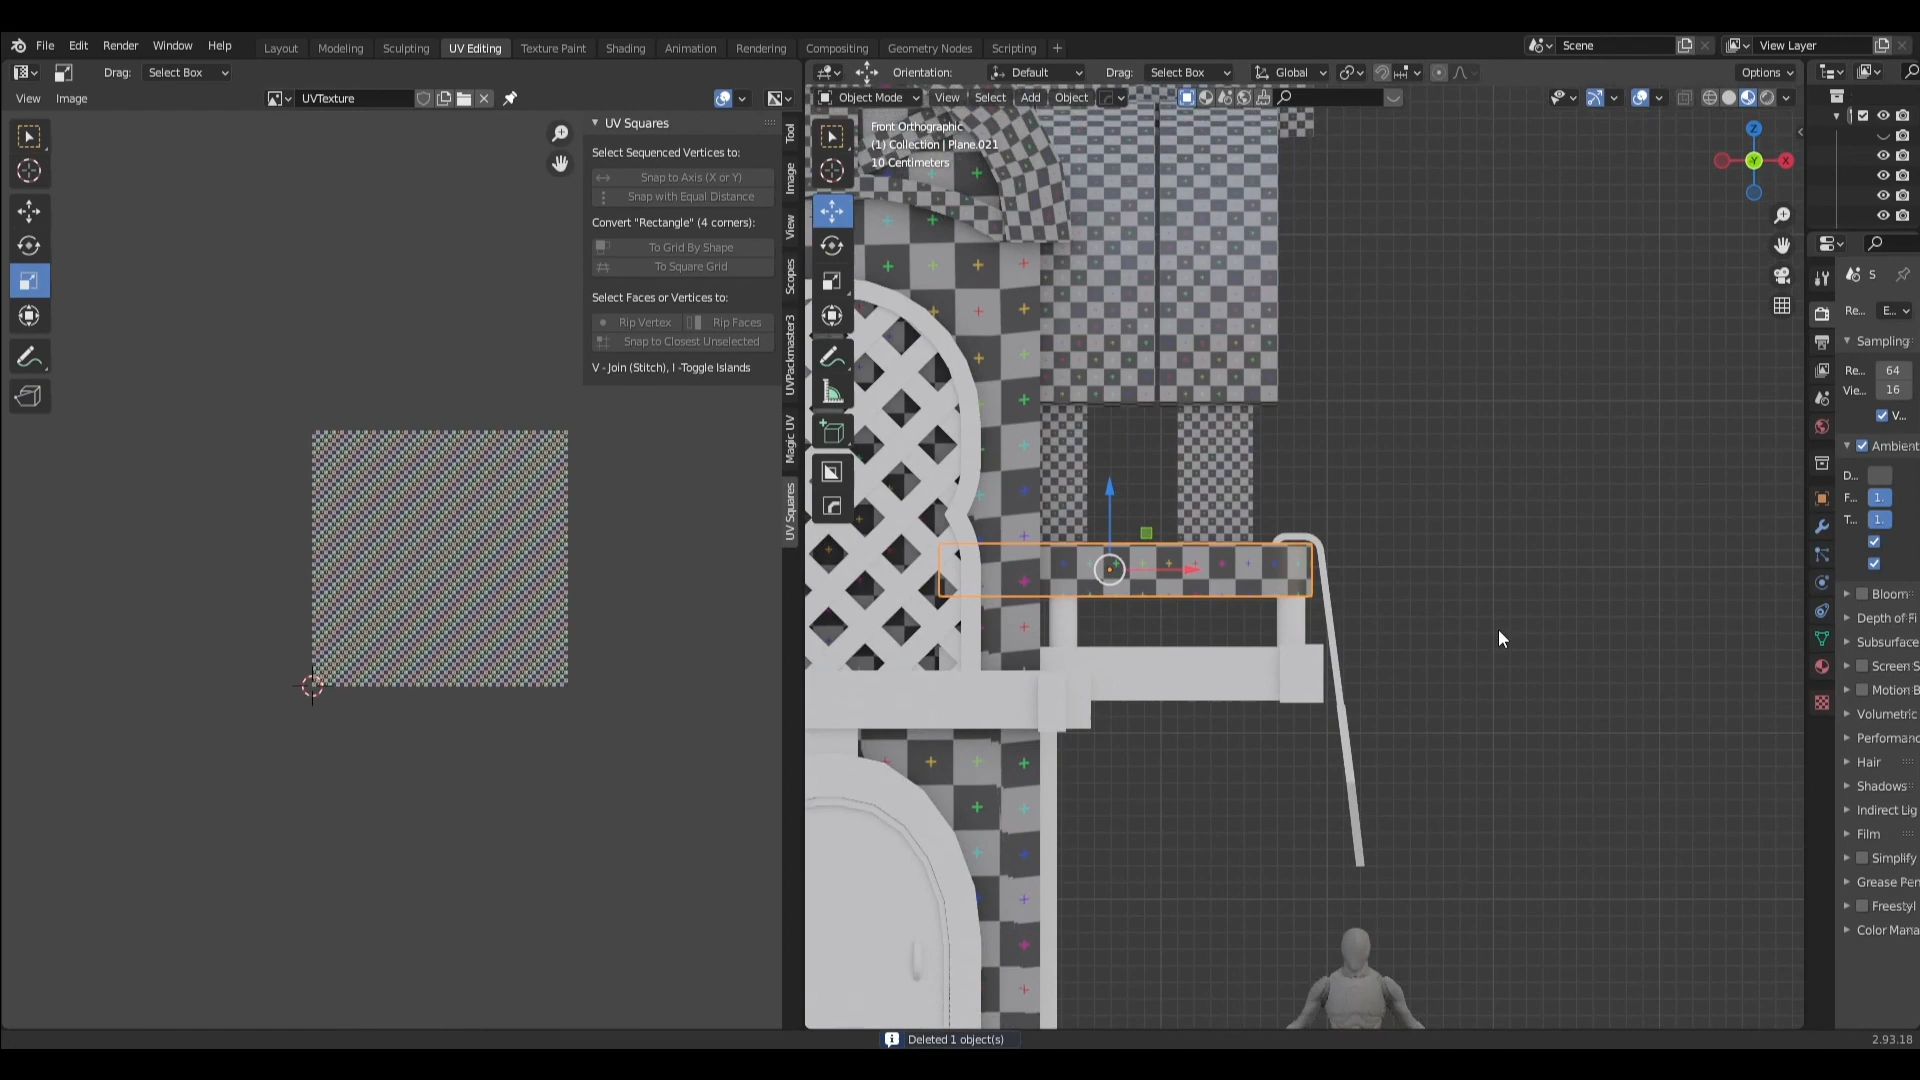 File Edit Render Window Help
Layout Modeling Sculpting UV Editing Texture Paint Shading Animation Rendering Compositing Geometry Nodes Scripting +
Scene
View Layer
Drag: Select Box
Orientation: Default Drag: Select Box Global
Options
View Image
UVTexture
Object Mode View Select Add Object
UV Squares
Select Sequenced Vertices to:
Snap to Axis (X or Y)
Snap with Equal Distance
Convert "Rectangle" (4 corners):
To Grid By Shape
To Square Grid
Select Faces or Vertices to:
Rip Vertex Rip Faces
Snap to Closest Unselected
V - Join (Stitch), I -Toggle Islands
Tool
Image
View
Scopes
UVPackmaster3
Magic UV
UV Squares
Front Orthographic
(1) Collection | Plane.021
10 Centimeters
Z
Y
X
S
Re... E...
Sampling
Re... 64
Vie... 16
V...
Ambient
D...
F... 1.
T... 1.
Bloom
Depth of Fi
Subsurface
Screen S
Motion B
Volumetric
Performanc
Hair
Shadows
Indirect Lig
Film
Simplify
Grease Pen
Freestyl
Color Mana
Deleted 1 object(s)
2.93.18